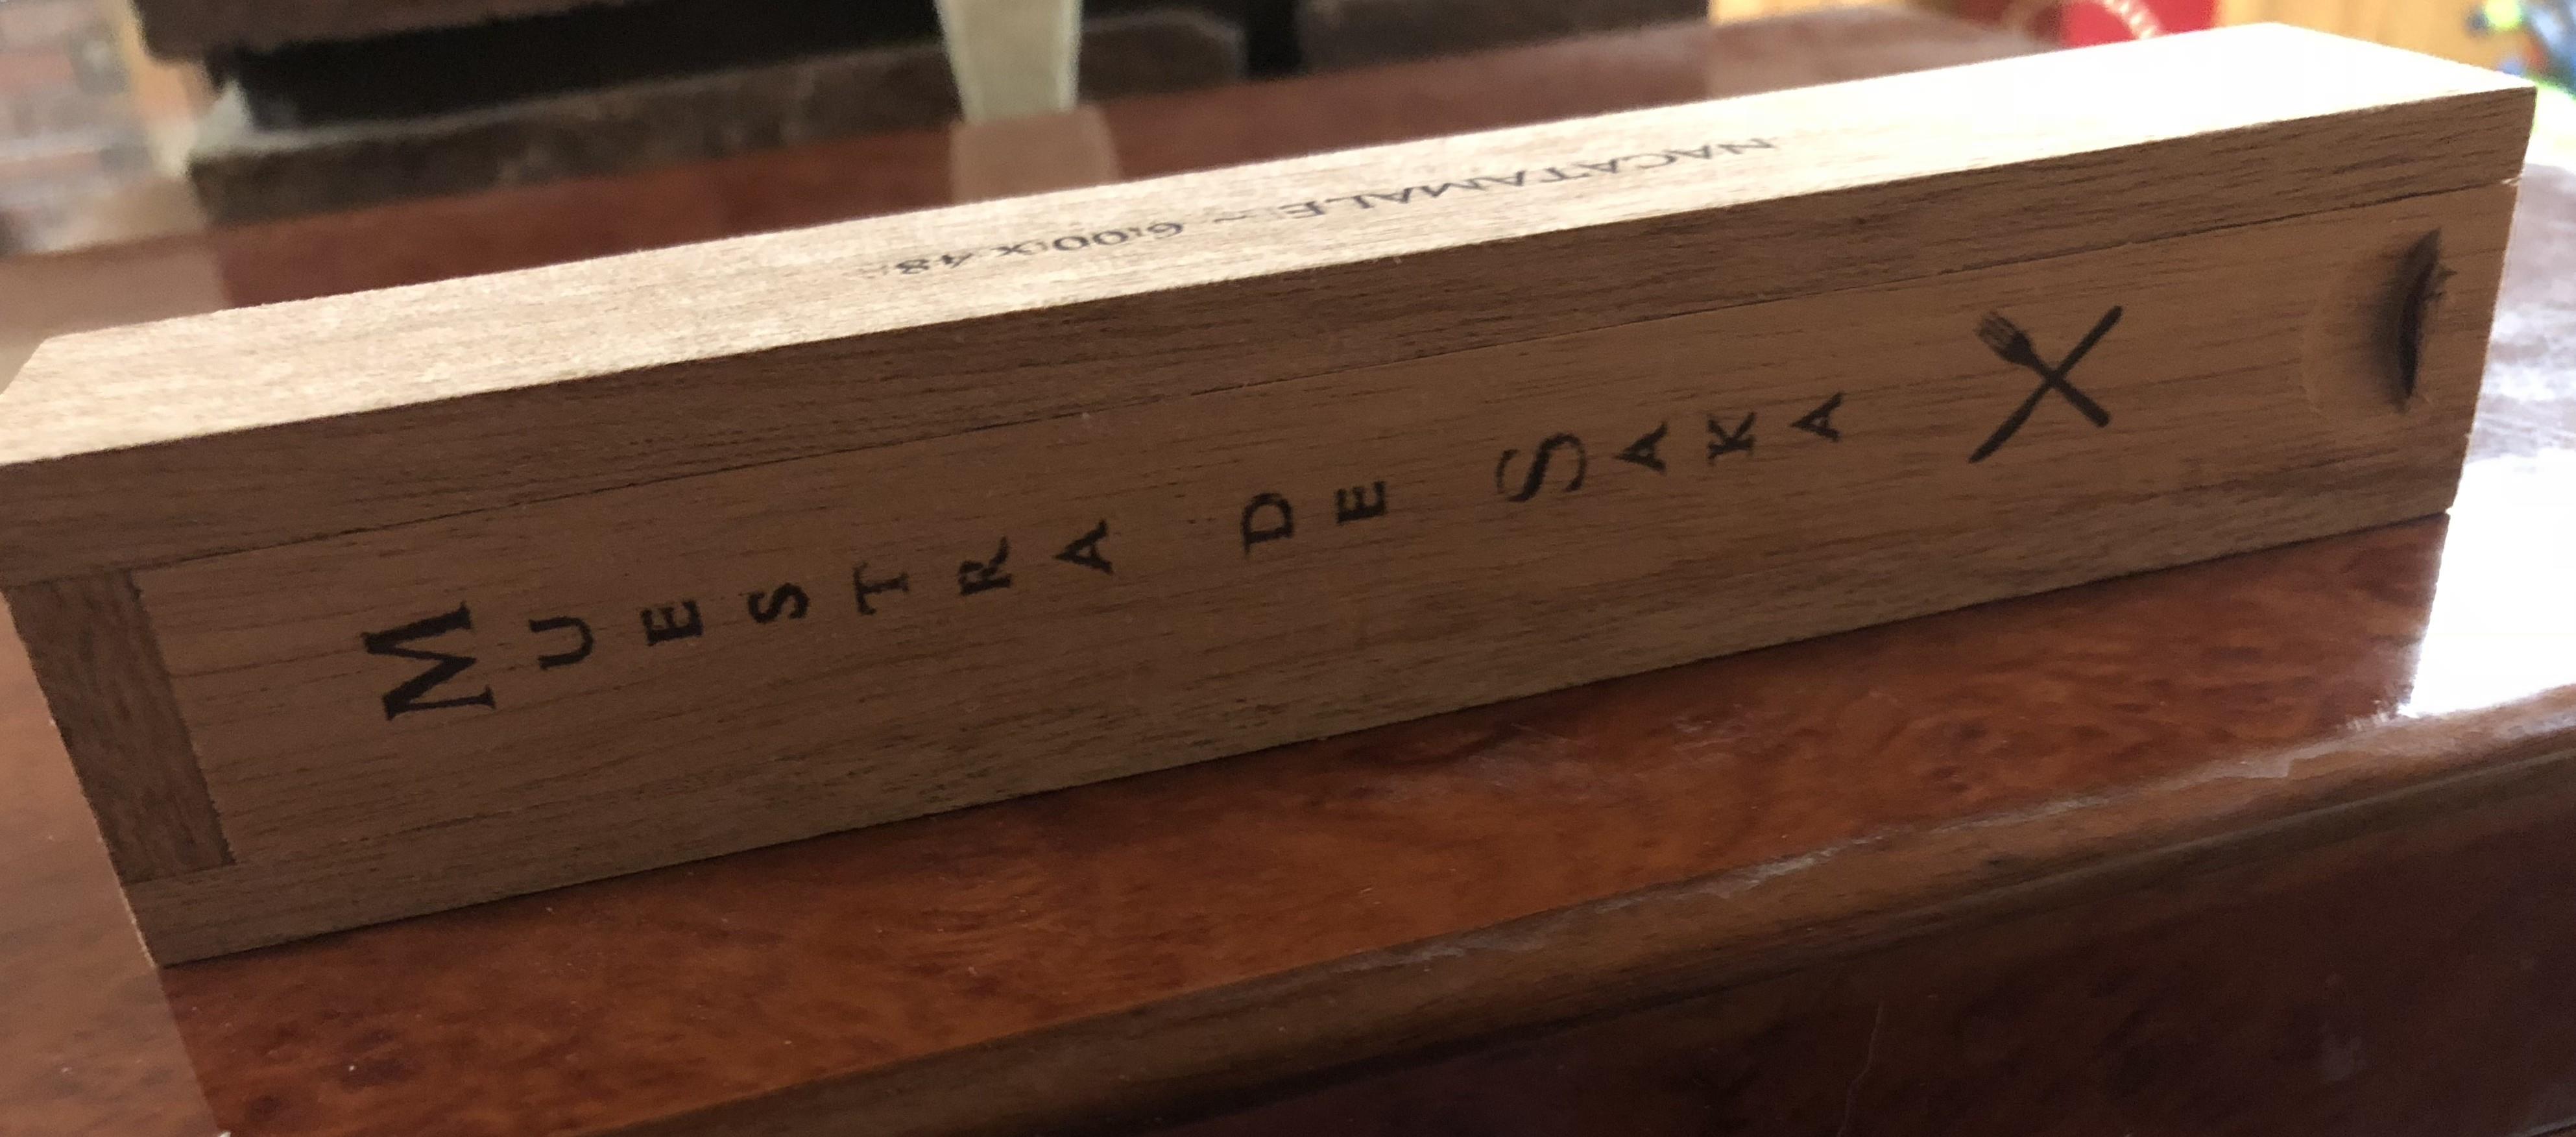 MUESTRA DE SAKA
NACATAMALE ~ 6.00 X 48